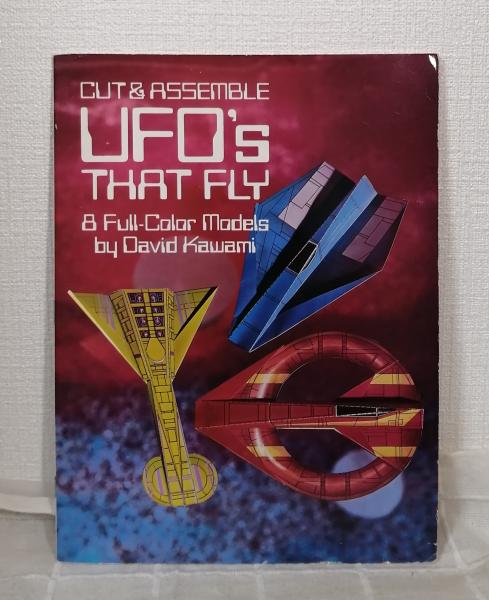 CUT & ASSEMBLE
UFO's
THAT FLY
8 Full-Color Models
by David Kawami